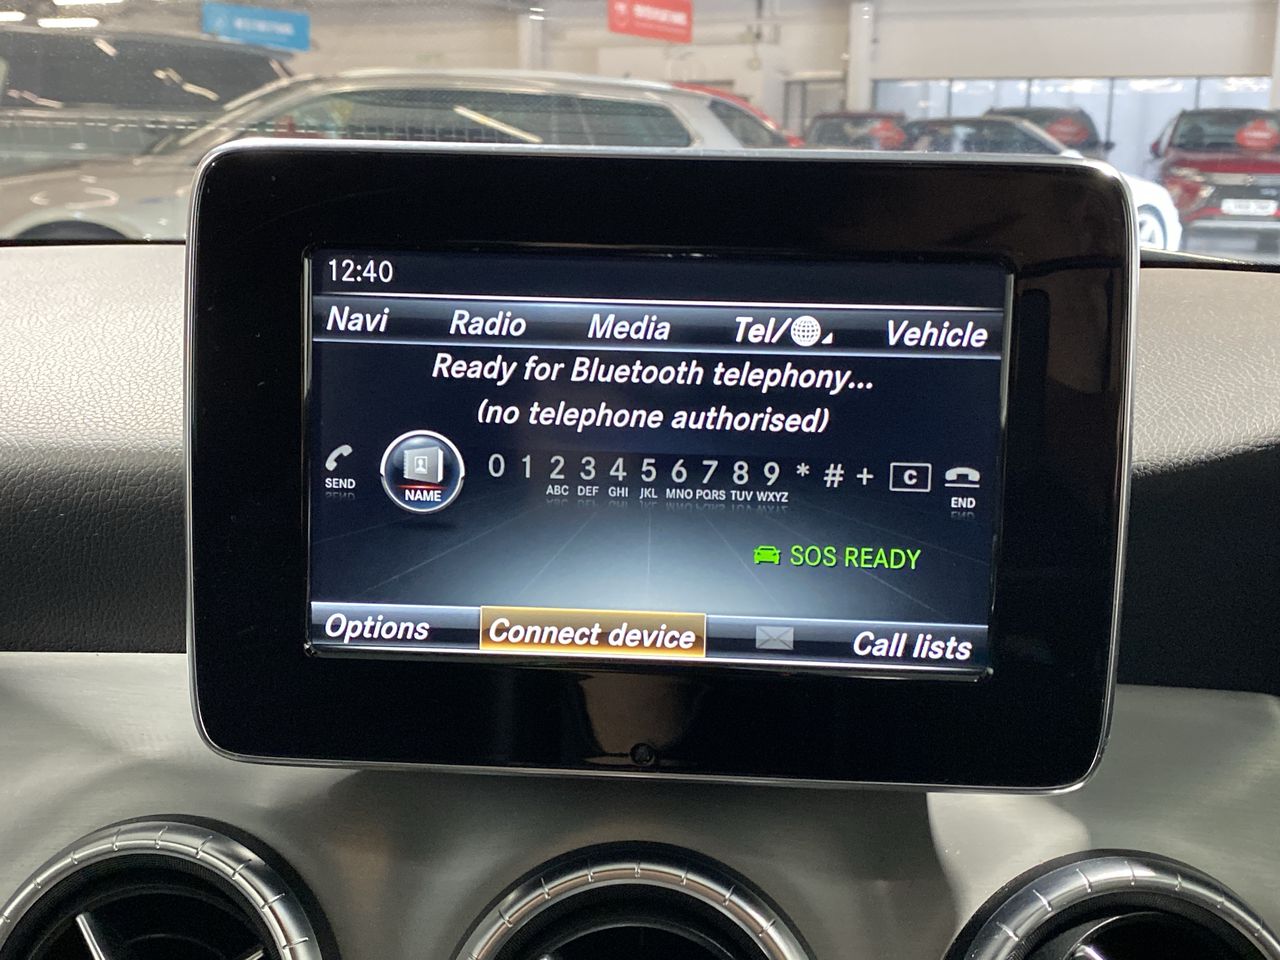 12:40
Navi Radio Media Tel/ Vehicle
Ready for Bluetooth telephony...
(no telephone authorised)
SEND NAME 0 1 2 3 4 5 6 7 8 9 * # + C END
ABC DEF GHI JKL MNO PQRS TUV WXYZ
SOS READY
Options Connect device Call lists